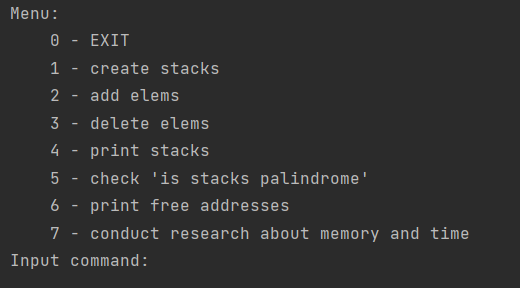 Menu:
0 - EXIT
1 - create stacks
2 - add elems
3 - delete elems
4 - print stacks
5 - check 'is stacks palindrome'
6 - print free addresses
7 - conduct research about memory and time
Input command: